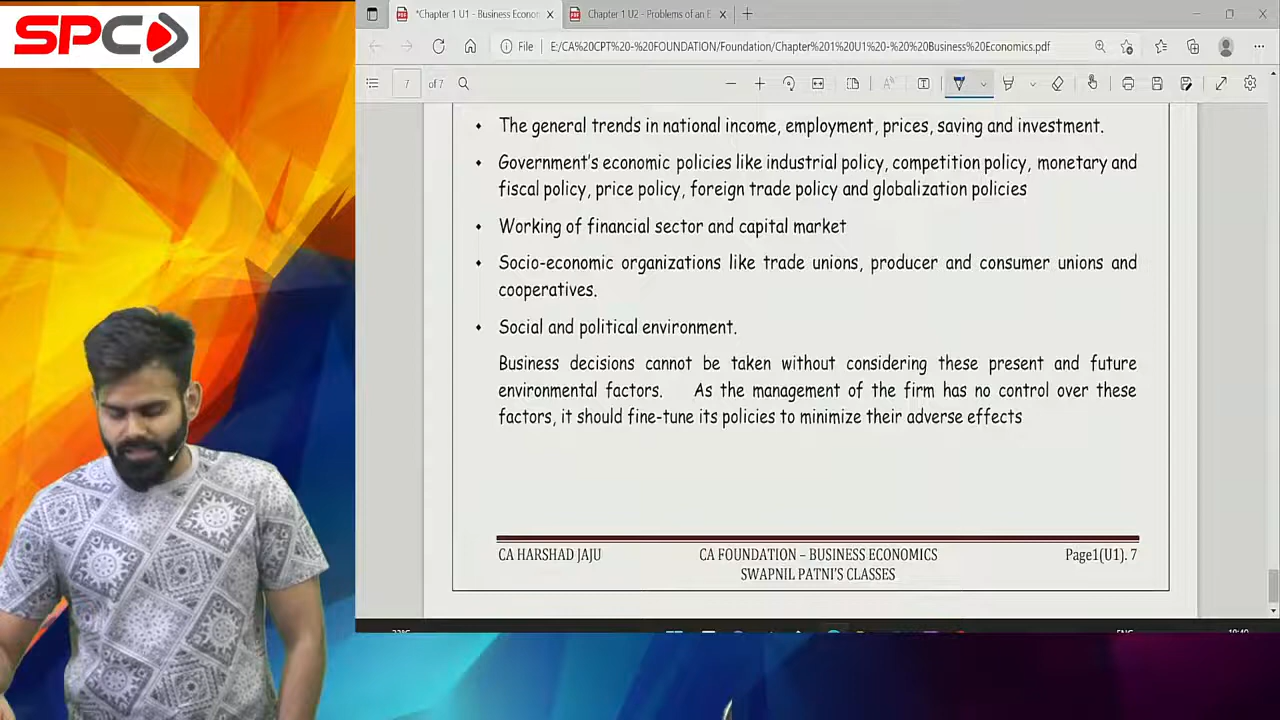 SPC
*Chapter 1 U1 - Business Econor
Chapter 1 U2 - Problems of an E
File
E:/CA%20CPT%20-%20FOUNDATION/Foundation/Chapter%201%20U1%20-%20%20Business%20Economics.pdf
7 of 7
• The general trends in national income, employment, prices, saving and investment.
• Government's economic policies like industrial policy, competition policy, monetary and
fiscal policy, price policy, foreign trade policy and globalization policies
• Working of financial sector and capital market
• Socio-economic organizations like trade unions, producer and consumer unions and
cooperatives.
• Social and political environment.
Business decisions cannot be taken without considering these present and future
environmental factors. As the management of the firm has no control over these
factors, it should fine-tune its policies to minimize their adverse effects
CA HARSHAD JAJU
CA FOUNDATION – BUSINESS ECONOMICS
Page1(U1). 7
SWAPNIL PATNI'S CLASSES